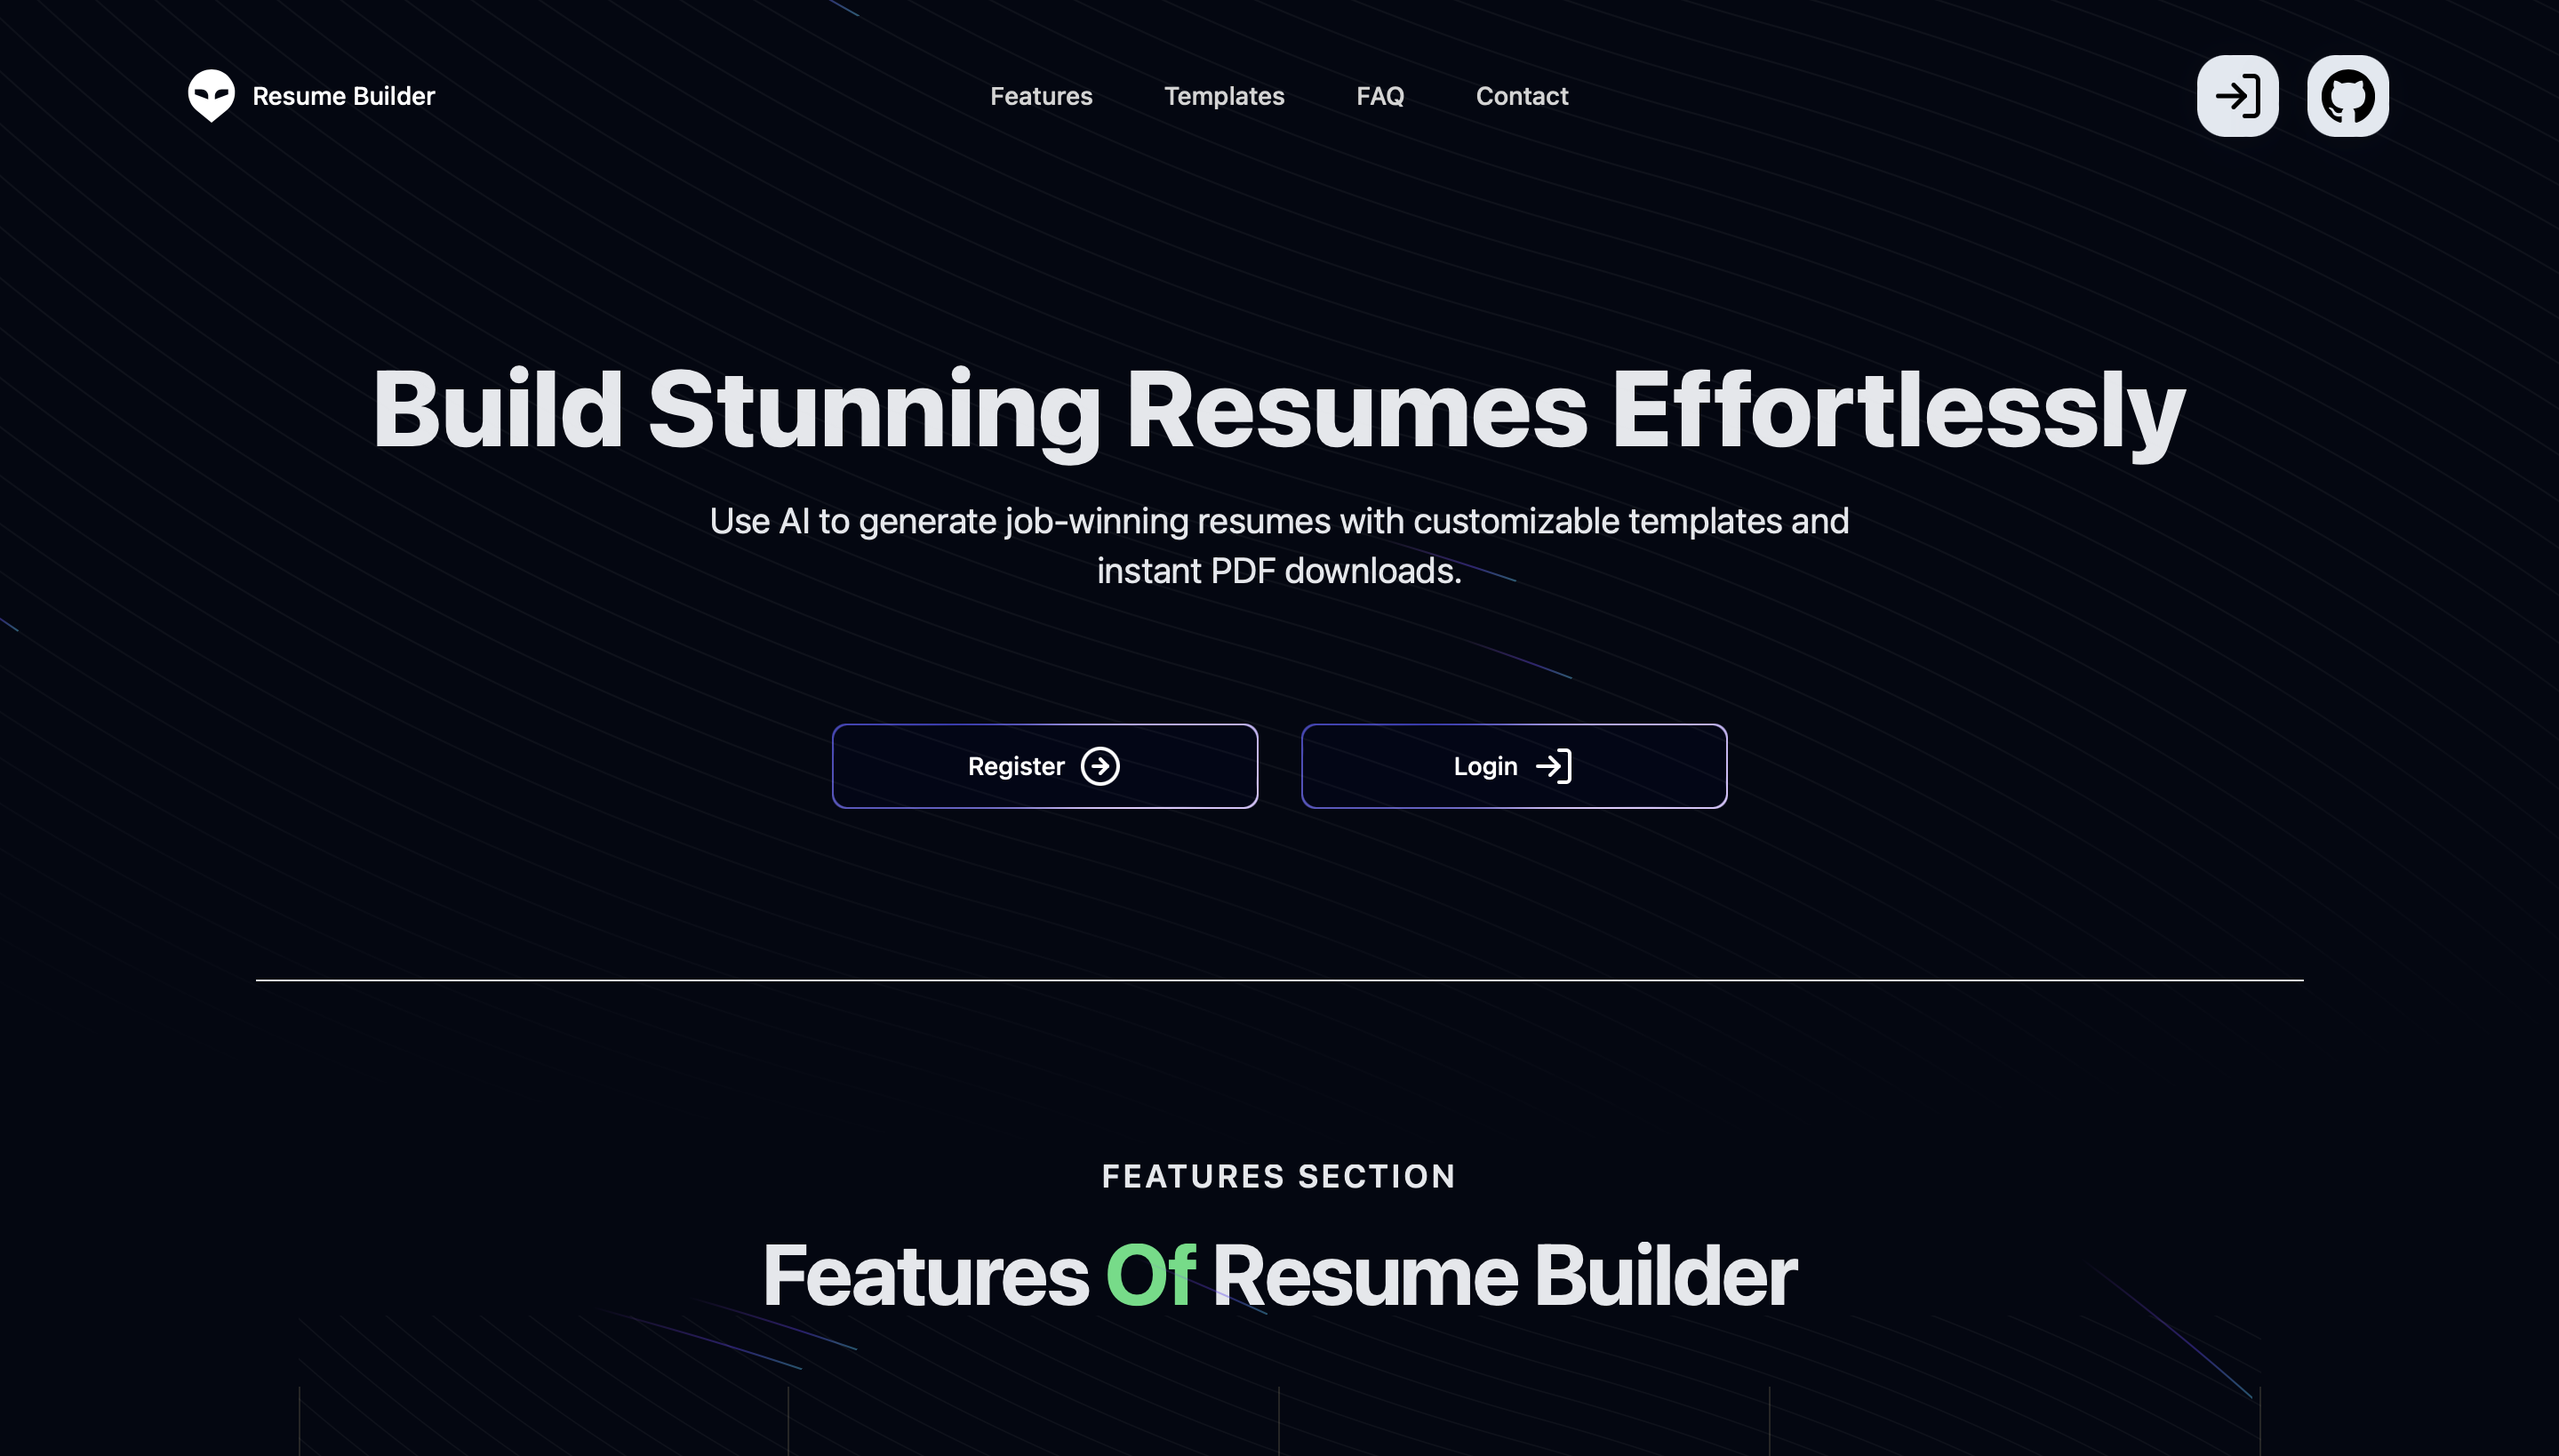 Resume Builder
Features
Templates
FAQ
Contact
Build Stunning Resumes Effortlessly
Use AI to generate job-winning resumes with customizable templates and
instant PDF downloads.
Register
Login
FEATURES SECTION
Features Of Resume Builder